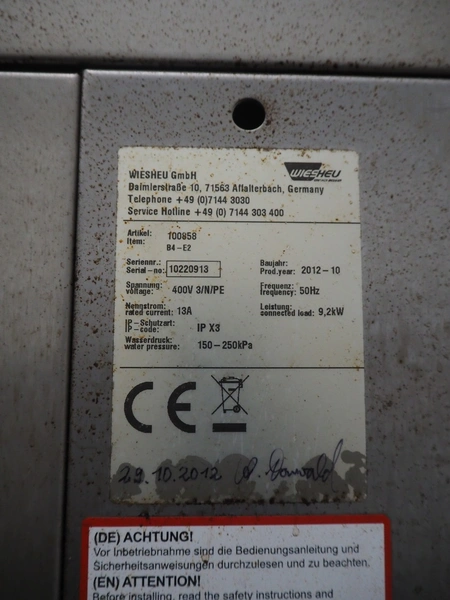 WIESHEU GmbH
Daimlerstraße 10, 71563 Affalterbach, Germany
Telephone +49 (0)7144 3030
Service Hotline +49 (0) 7144 303 400
WIESHEU
Artikel: 100858
Item: B4-E2
Seriennr.:
Serial-no: 10220913
Baujahr:
Prod.year: 2012-10
Spannung
voltage: 400V 3/N/PE
Frequenz:
frequency: 50Hz
Nennstrom:
rated current: 13A
Leistung:
connected load: 9,2kW
IP-Schutzart:
IP-code: IP X3
Wasserdruck:
water pressure: 150-250kPa
CE
29.10.2012
(DE) ACHTUNG!
Vor Inbetriebnahme sind die Bedienungsanleitung und
Sicherheitsanweisungen durchzulesen und zu beachten.
(EN) ATTENTION!
Before installing, read the safety instructions and